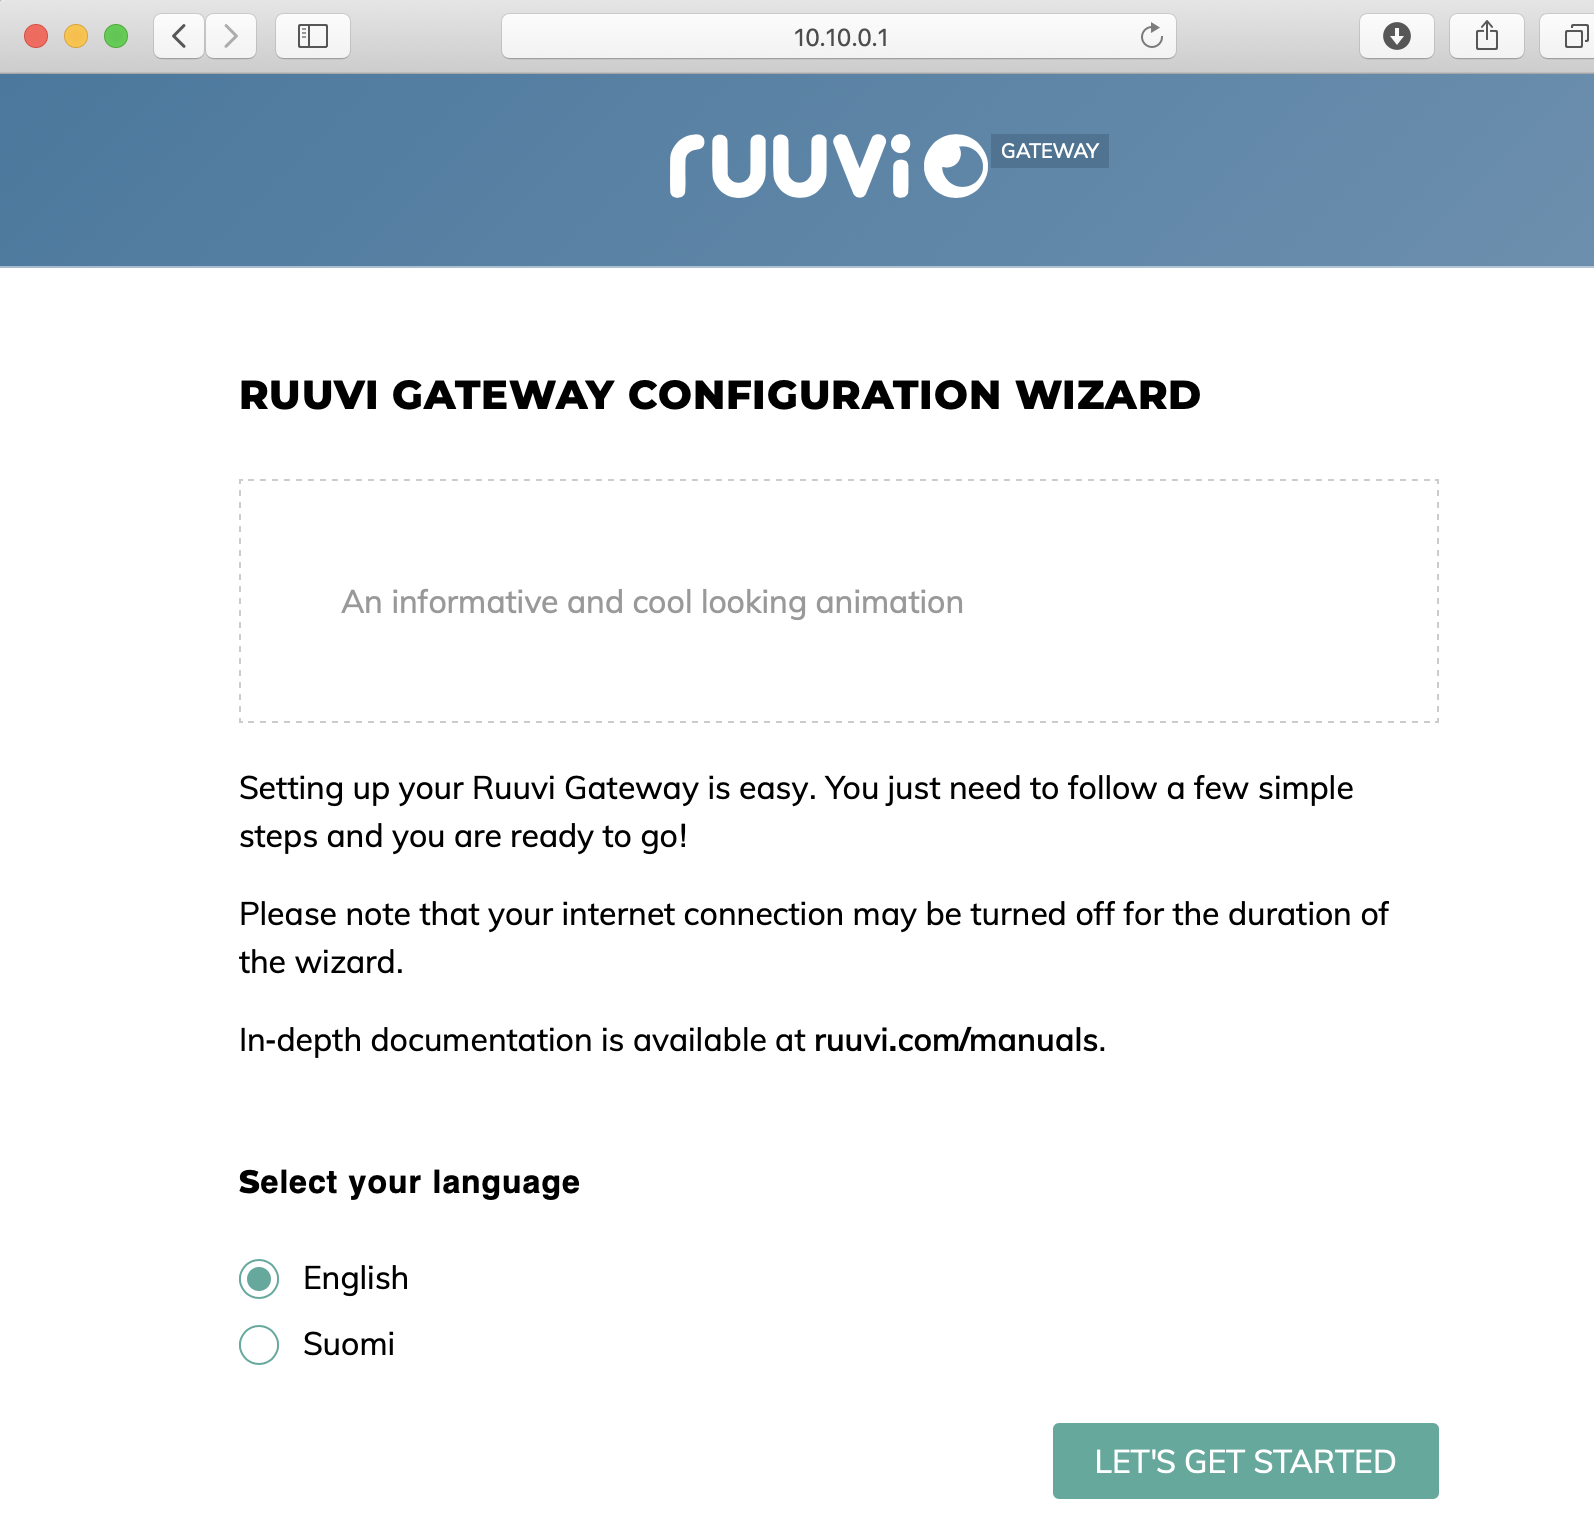 10.10.0.1
ruuvi GATEWAY
RUUVI GATEWAY CONFIGURATION WIZARD
An informative and cool looking animation
Setting up your Ruuvi Gateway is easy. You just need to follow a few simple
steps and you are ready to go!
Please note that your internet connection may be turned off for the duration of
the wizard.
In-depth documentation is available at ruuvi.com/manuals.
Select your language
English
Suomi
LET'S GET STARTED